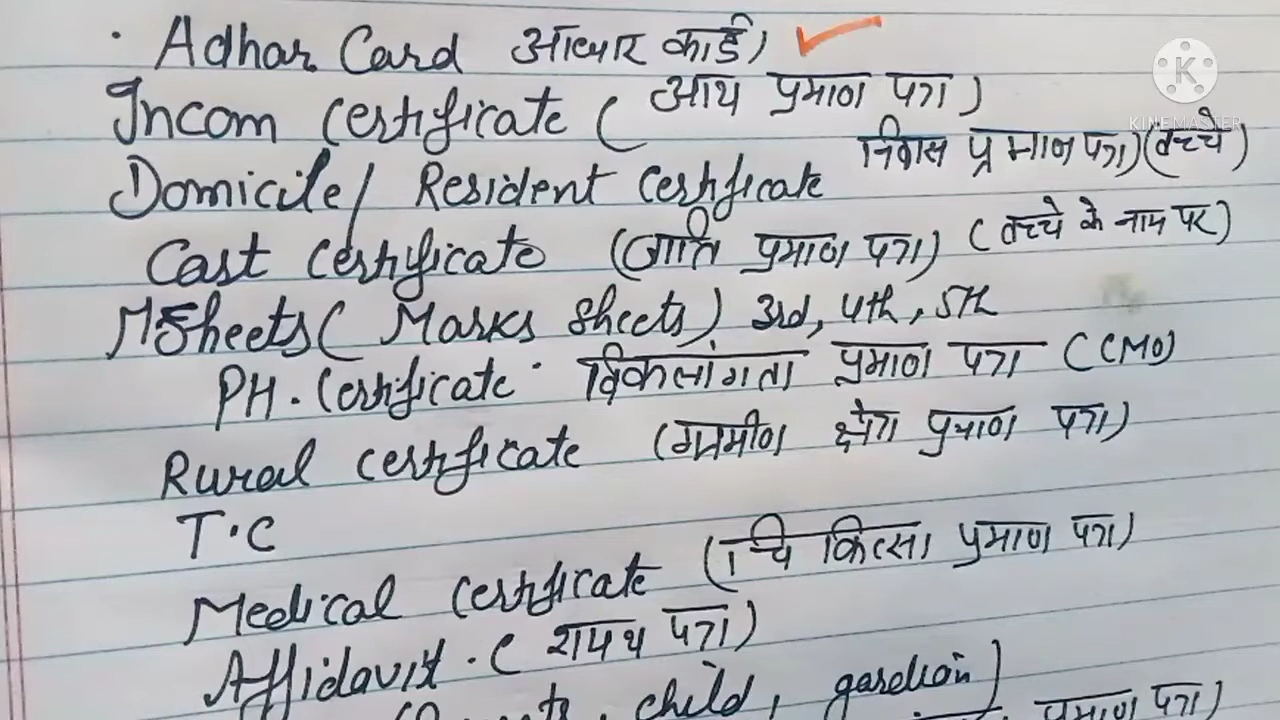 . Adhar Card आधार कार्ड)
Incom Certificate ( आय प्रमाण पत्र)
Domicile/ Resident Certificate निवास प्रमाण पत्र) (बच्चे)
Cast Certificate (जाति प्रमाण पत्र) (बच्चे के नाम पर)
MSheets ( Marks Sheets) 3rd, 4th, 5th
PH. Certificate विकलांगता प्रमाण पत्र (CMO)
Rural Certificate (ग्रामीण क्षेत्र प्रमाण पत्र)
T.C
Medical Certificate (चिकित्सा प्रमाण पत्र)
Affidavit . ( शपथ पत्र)
child, gardian)
प्रमाण पत्र)
K
KINEMASTER